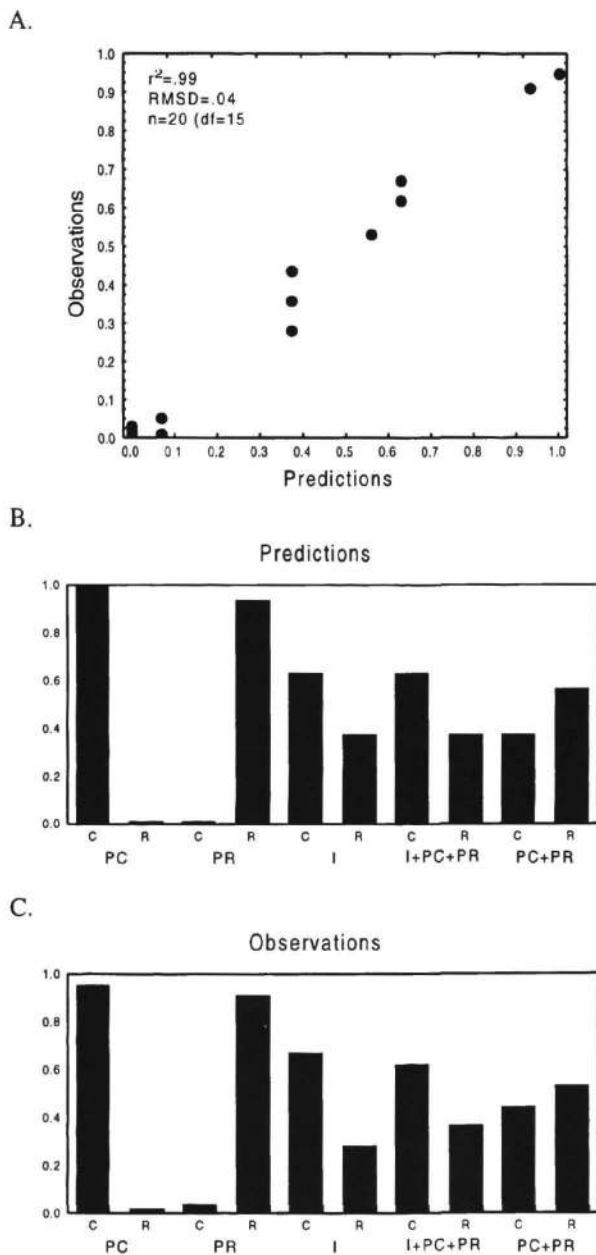 A.
1.0
0.9
0.8
0.7
0.6
0.5
0.4
0.3
0.2
0.1
0.0
Observations
r²=.99
RMSD=.04
n=20 (df=15
0.0 0 1 0.2 0.3 0.4 0.5 0.6 0.7 0.8 0.9 1.0
Predictions
B.
Predictions
1.0
0.8
0.6
0.4
0.2
0.0
C R C R C R C R C R
PC PR I I+PC+PR PC+PR
C.
Observations
1.0
0.8
0.6
0.4
0.2
0.0
C R C R C R C R C R
PC PR I I+PC+PR PC+PR